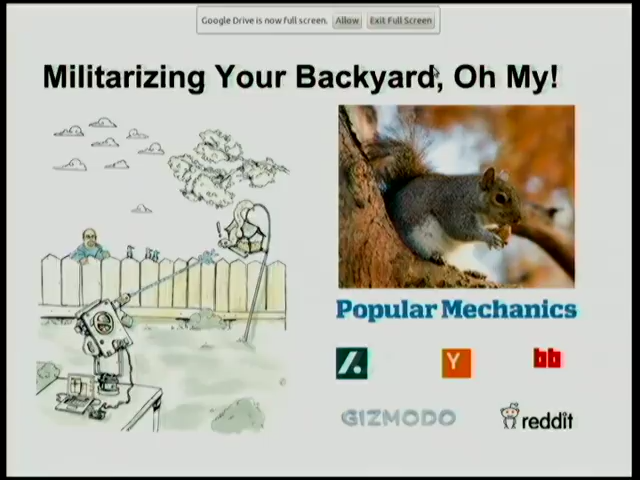 Google Drive is now full screen. Allow Exit Full Screen
Militarizing Your Backyard, Oh My!
Popular Mechanics
Y
bb
GIZMODO
reddit